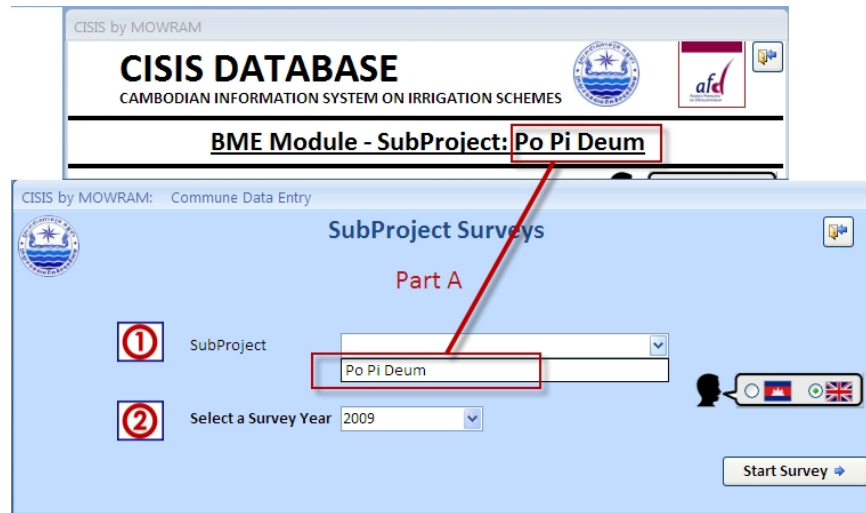 CISIS by MOWRAM
CISIS DATABASE
CAMBODIAN INFORMATION SYSTEM ON IRRIGATION SCHEMES
afd
BME Module - SubProject: Po Pi Deum
CISIS by MOWRAM: Commune Data Entry
SubProject Surveys
Part A
1
SubProject
Po Pi Deum
2
Select a Survey Year 2009
Start Survey